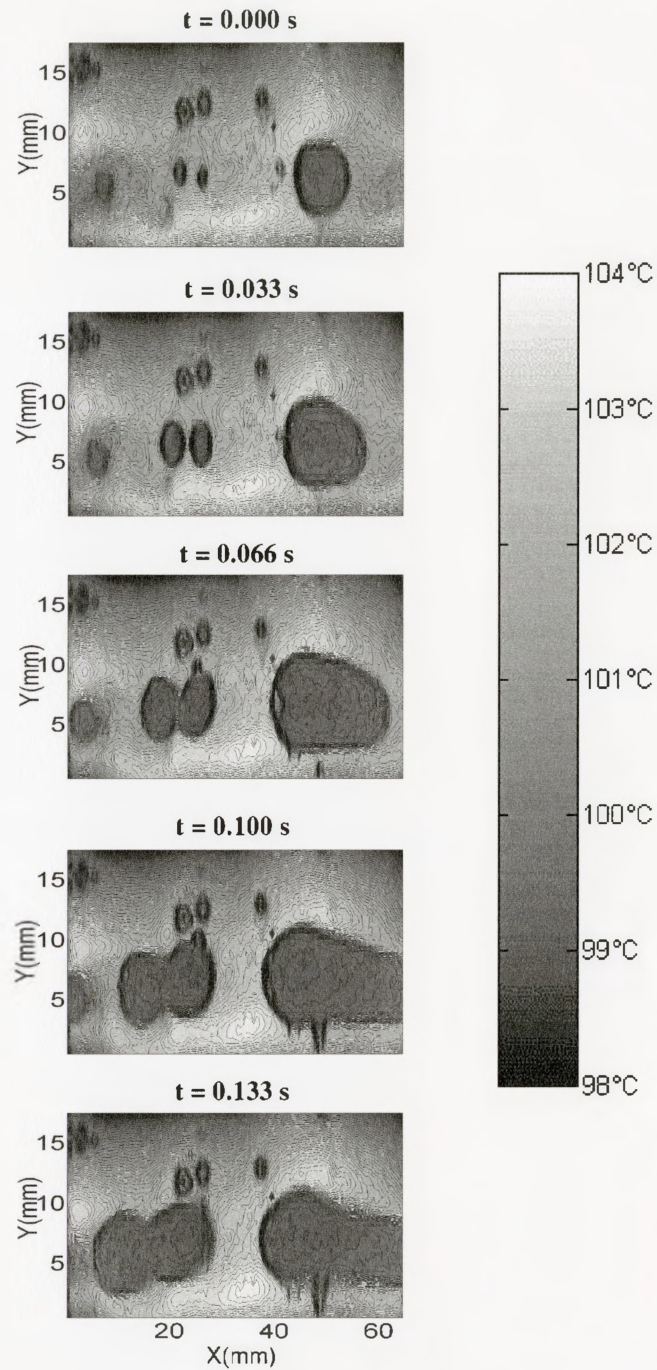 t = 0.000 s
15
10
5
Y(mm)
t = 0.033 s
15
10
5
Y(mm)
t = 0.066 s
15
10
5
Y(mm)
t = 0.100 s
15
10
5
Y(mm)
t = 0.133 s
15
10
5
Y(mm)
20 40 60
X(mm)
104°C
103°C
102°C
101°C
100°C
99°C
98°C